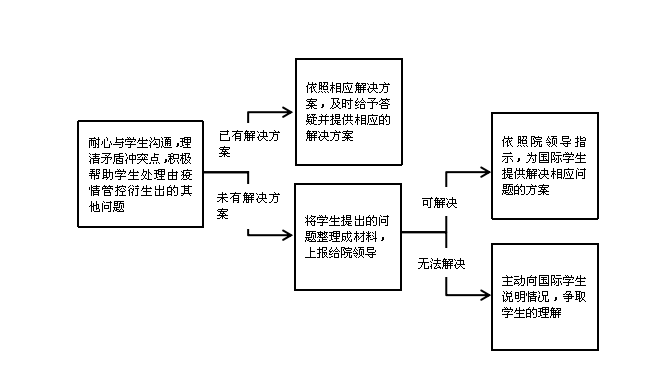 耐心与学生沟通,理
清矛盾冲突点,积极
帮助学生处理由疫
情管控衍生出的其
他问题
已有解决方
案
依照相应解决方
案，及时给予答
疑并提供相应的
解决方案
未有解决方
案
将学生提出的问
题整理成材料，
上报给院领导
可解决
依照院领导指
示，为国际学生
提供解决相应问
题的方案
无法解决
主动向国际学生
说明情况，争取
学生的理解